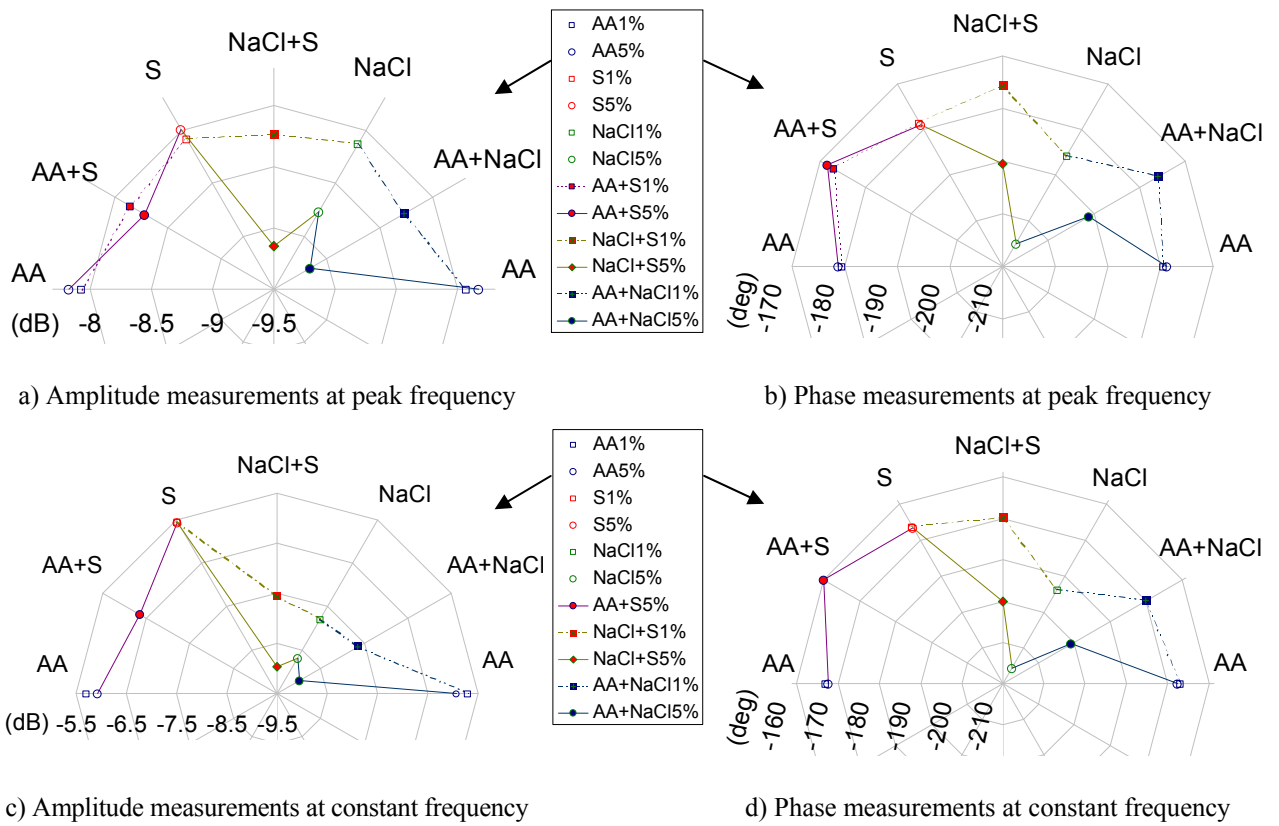 NaCl+S
S
NaCl
AA+S
AA+NaCl
AA
AA
(dB) -8 -8.5 -9 -9.5
AA1%
AA5%
S1%
S5%
NaCl1%
NaCl5%
AA+S1%
AA+S5%
NaCl+S1%
NaCl+S5%
AA+NaCl1%
AA+NaCl5%
NaCl+S
S
NaCl
AA+S
AA+NaCl
AA
AA
(deg)
-170
-180
-190
-200
-210
a) Amplitude measurements at peak frequency
b) Phase measurements at peak frequency
NaCl+S
S
NaCl
AA+S
AA+NaCl
AA
AA
(dB)
-5.5 -6.5 -7.5 -8.5 -9.5
AA1%
AA5%
S1%
S5%
NaCl1%
NaCl5%
AA+S5%
NaCl+S1%
NaCl+S5%
AA+NaCl1%
AA+NaCl5%
NaCl+S
S
NaCl
AA+S
AA+NaCl
AA
AA
(deg)
-160
-170
-180
-190
-200
-210
c) Amplitude measurements at constant frequency
d) Phase measurements at constant frequency